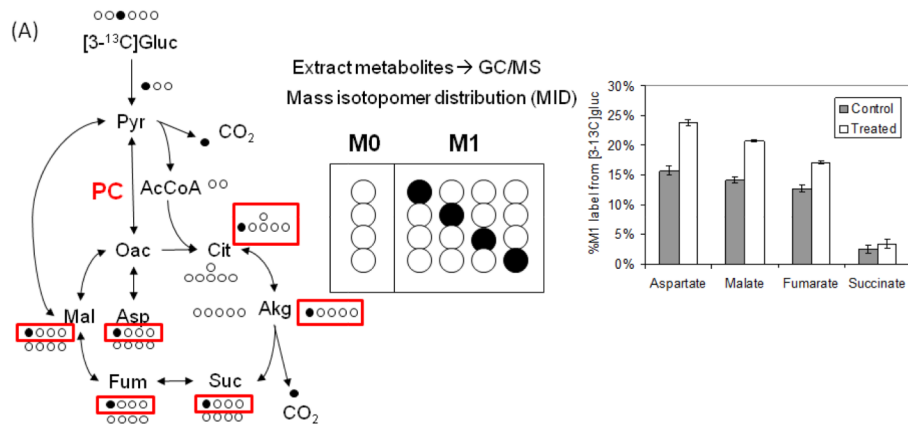 (A)
[3-¹³C]Gluc
Pyr
CO₂
PC
AcCoA
Oac
Cit
Mal
Asp
Akg
Fum
Suc
CO₂
Extract metabolites → GC/MS
Mass isotopomer distribution (MID)
M0
M1
%M1 label from [3-13C]gluc
30%
25%
20%
15%
10%
5%
0%
Control
Treated
Aspartate
Malate
Fumarate
Succinate